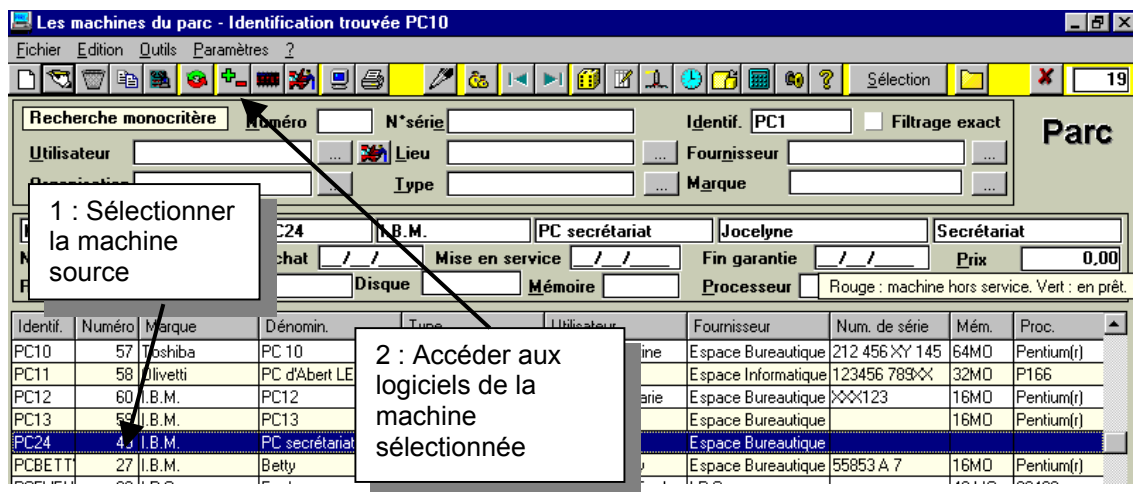 Les machines du parc - Identification trouvée PC10
Fichier Edition Outils Paramètres ?
Sélection 19
Recherche monocritère Numéro N°série Identif. PC1 Filtrage exact Parc
Utilisateur ... Lieu ... Fournisseur ...
... Type ... Marque ...
1 : Sélectionner
la machine
source
I.B.M. PC secrétariat Jocelyne Secrétariat
Mise en service _/_/__ Fin garantie _/_/__ Prix 0,00
Disque Mémoire Processeur Rouge : machine hors service. Vert : en prêt.
Identif. Numéro Marque Dénomin. Fournisseur Num. de série Mém. Proc.
PC10 57 Toshiba PC 10 Espace Bureautique 212 456 XY 145 64MO Pentium(r)
PC11 58 Olivetti PC d'Abert LE Espace Informatique 123456 789XX 32MO P166
PC12 60 I.B.M. PC12 Espace Bureautique XXX123 16MO Pentium(r)
PC13 59 I.B.M. PC13 Espace Bureautique 16MO Pentium(r)
PC24 I.B.M. PC secrétariat Espace Bureautique
PCBETT 27 I.B.M. Betty Espace Bureautique 55853 A 7 16MO Pentium(r)
2 : Accéder aux
logiciels de la
machine
sélectionnée